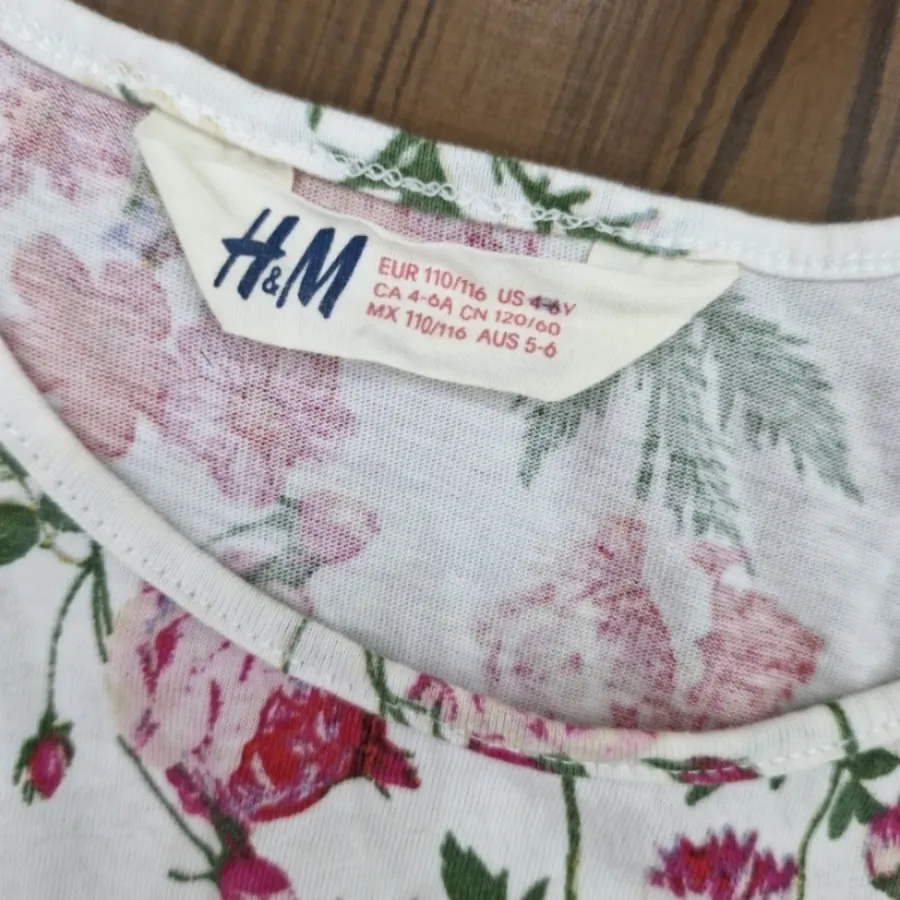 H&M
EUR 110/116 US 4-6Y
CA 4-6A CN 120/60
MX 110/116 AUS 5-6